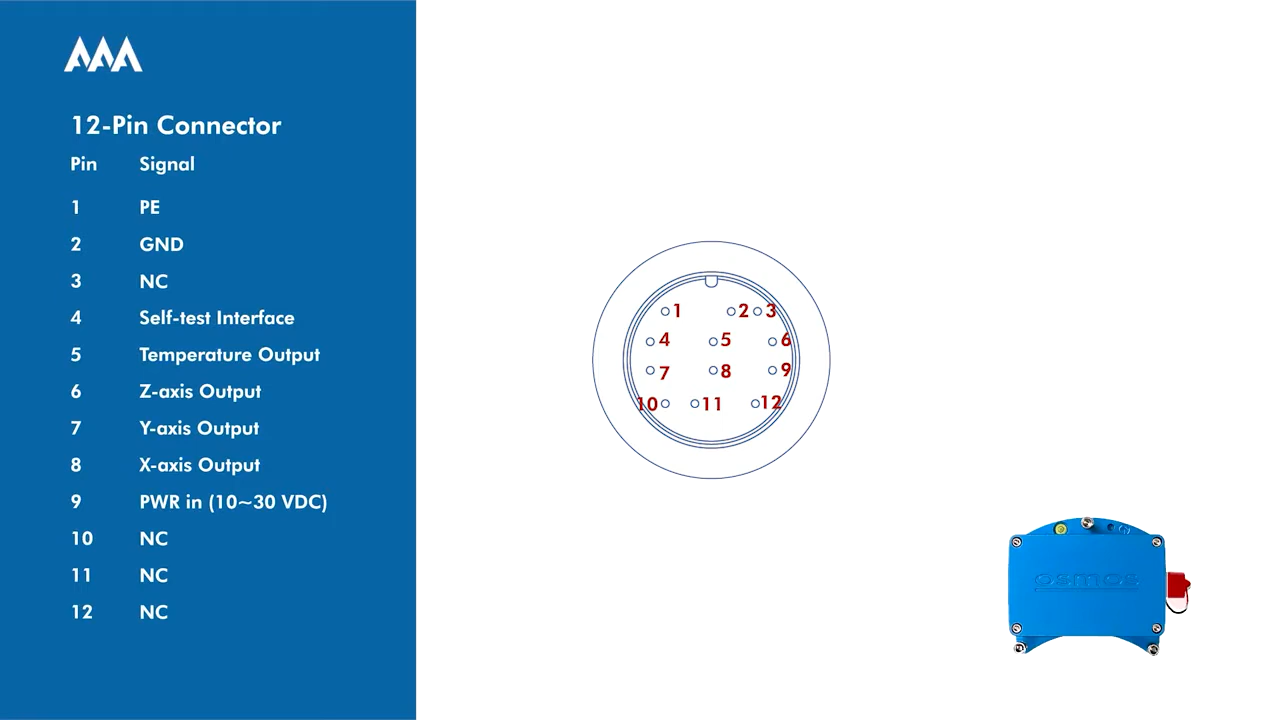 12-Pin Connector
Pin Signal
1 PE
2 GND
3 NC
4 Self-test Interface
5 Temperature Output
6 Z-axis Output
7 Y-axis Output
8 X-axis Output
9 PWR in (10~30 VDC)
10 NC
11 NC
12 NC
1 2 3
4 5 6
7 8 9
10 11 12
osmos